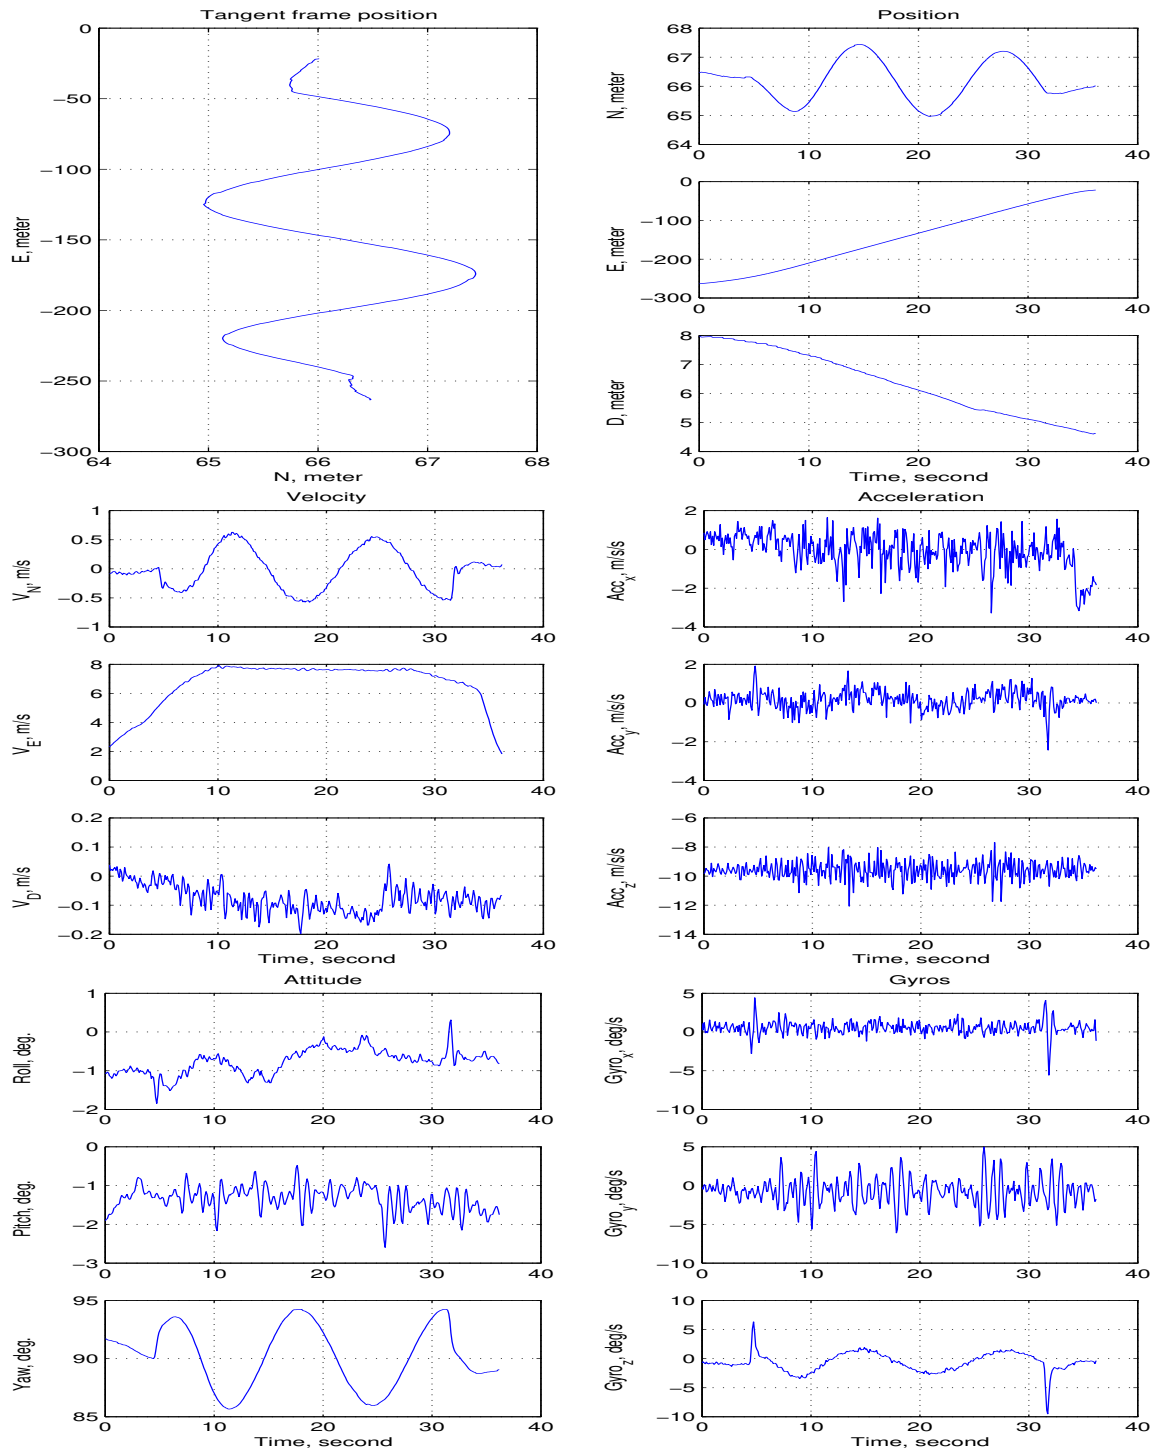 Tangent frame position
0
−50
−100
−150
−200
−250
−300
E, meter
64 65 66 67 68
N, meter
Position
68
67
66
65
64
N, meter
0 10 20 30 40
0
−100
−200
−300
E, meter
0 10 20 30 40
8
7
6
5
4
D, meter
0 10 20 30 40
Time, second
Velocity
1
0.5
0
−0.5
−1
V_N, m/s
0 10 20 30 40
8
6
4
2
0
V_E, m/s
0 10 20 30 40
0.2
0.1
0
−0.1
−0.2
V_D, m/s
0 10 20 30 40
Time, second
Acceleration
2
0
−2
−4
Acc_x, m/s/s
0 10 20 30 40
2
0
−2
−4
Acc_y, m/s/s
0 10 20 30 40
−6
−8
−10
−12
−14
Acc_z, m/s/s
0 10 20 30 40
Time, second
Attitude
1
0
−1
−2
Roll, deg.
0 10 20 30 40
0
−1
−2
−3
Pitch, deg.
0 10 20 30 40
95
90
85
Yaw, deg.
0 10 20 30 40
Time, second
Gyros
5
0
−5
−10
Gyro_x, deg/s
0 10 20 30 40
5
0
−5
−10
Gyro_y, deg/s
0 10 20 30 40
10
5
0
−5
−10
Gyro_z, deg/s
0 10 20 30 40
Time, second